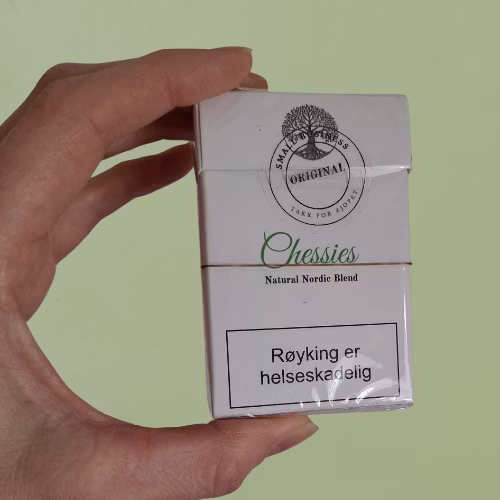 SMALL BUSINESS
ORIGINAL
TAKK FOR KJØPET
Chessies
Natural Nordic Blend
Røyking er
helseskadelig